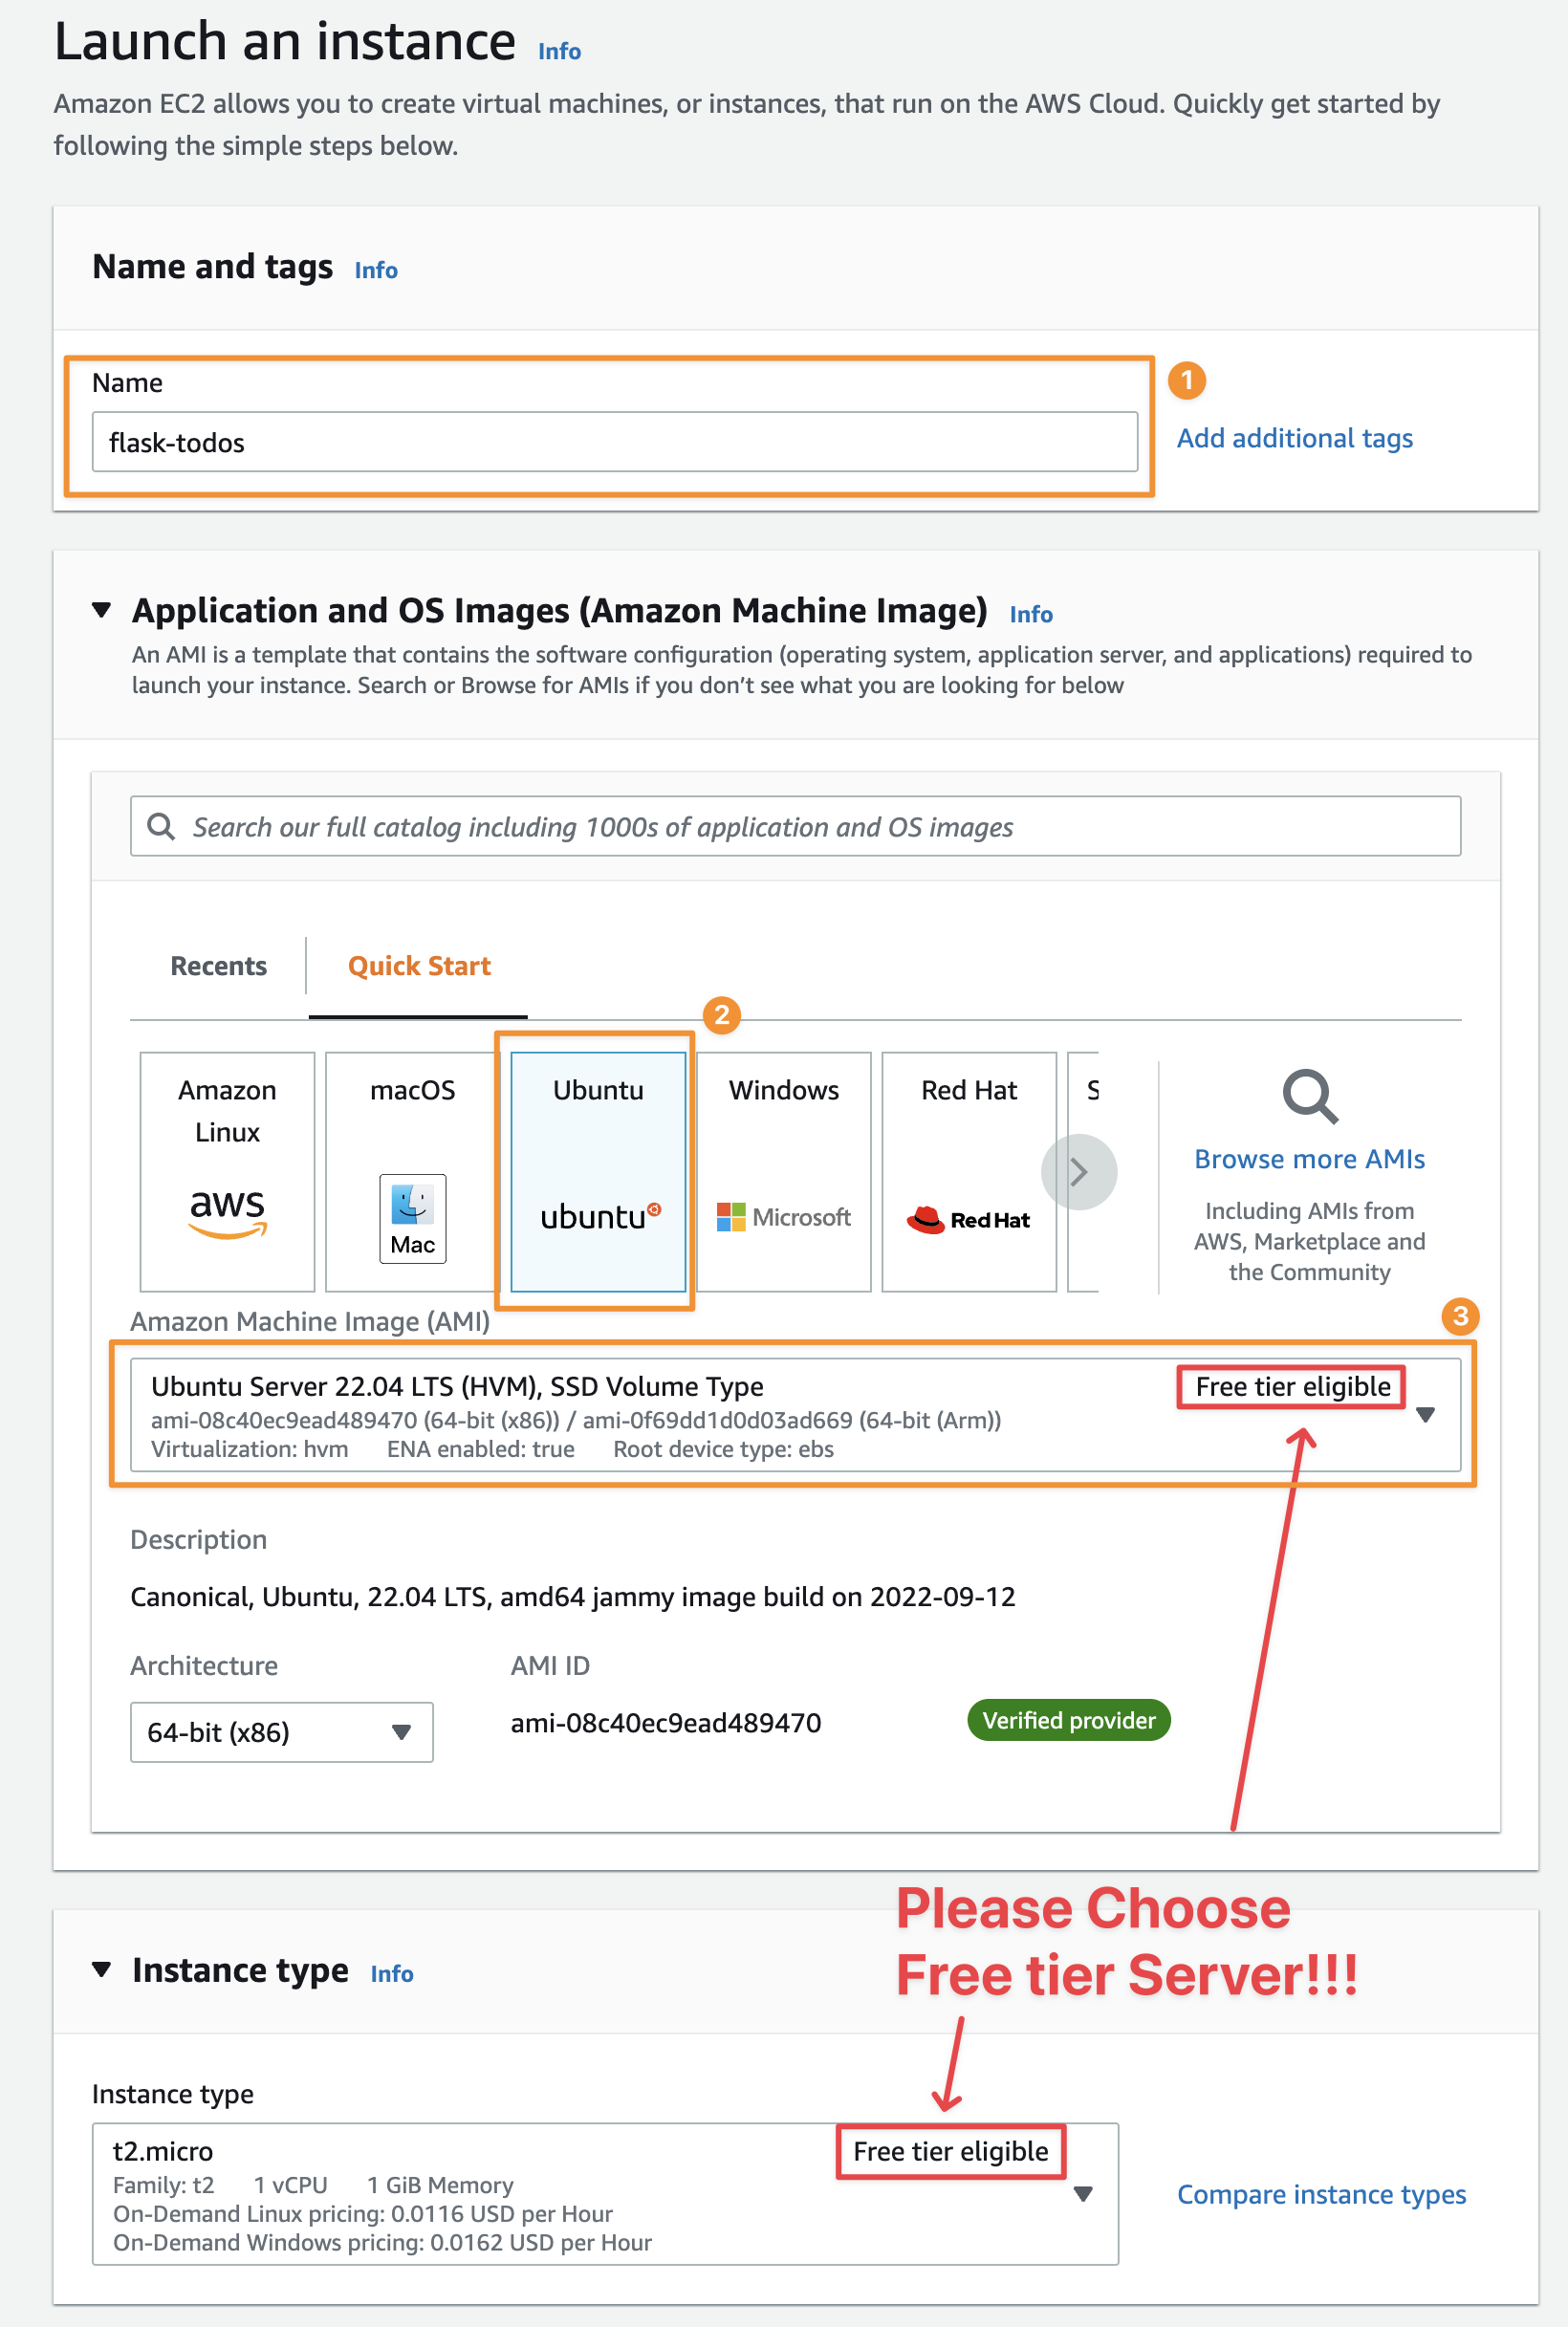 Launch an instance Info
Amazon EC2 allows you to create virtual machines, or instances, that run on the AWS Cloud. Quickly get started by
following the simple steps below.
Name and tags Info
Name
1
flask-todos
Add additional tags
Application and OS Images (Amazon Machine Image) Info
An AMI is a template that contains the software configuration (operating system, application server, and applications) required to
launch your instance. Search or Browse for AMIs if you don’t see what you are looking for below
Search our full catalog including 1000s of application and OS images
Recents
Quick Start
2
Amazon
Linux
aws
macOS
Mac
Ubuntu
ubuntu
Windows
Microsoft
Red Hat
Red Hat
S
Browse more AMIs
Including AMIs from
AWS, Marketplace and
the Community
Amazon Machine Image (AMI)
3
Ubuntu Server 22.04 LTS (HVM), SSD Volume Type
Free tier eligible
ami-08c40ec9ead489470 (64-bit (x86)) / ami-0f69dd1d0d03ad669 (64-bit (Arm))
Virtualization: hvm ENA enabled: true Root device type: ebs
Description
Canonical, Ubuntu, 22.04 LTS, amd64 jammy image build on 2022-09-12
Architecture
AMI ID
64-bit (x86)
ami-08c40ec9ead489470
Verified provider
Please Choose
Free tier Server!!!
Instance type Info
Instance type
t2.micro
Free tier eligible
Family: t2 1 vCPU 1 GiB Memory
On-Demand Linux pricing: 0.0116 USD per Hour
On-Demand Windows pricing: 0.0162 USD per Hour
Compare instance types